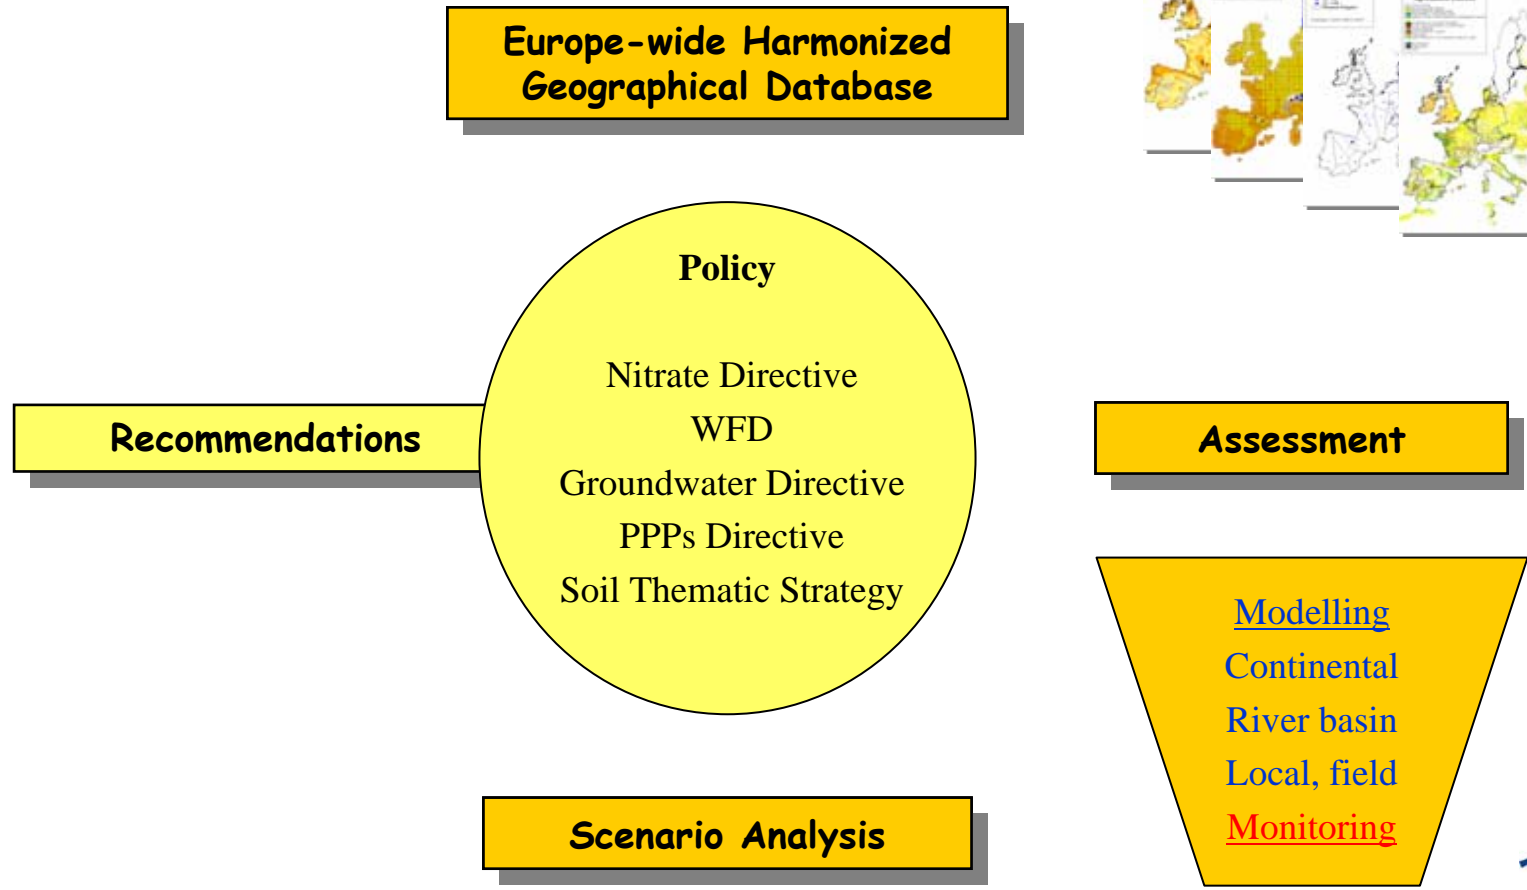 Europe-wide Harmonized
Geographical Database
Policy
Nitrate Directive
WFD
Groundwater Directive
PPPs Directive
Soil Thematic Strategy
Recommendations
Assessment
Modelling
Continental
River basin
Local, field
Monitoring
Scenario Analysis